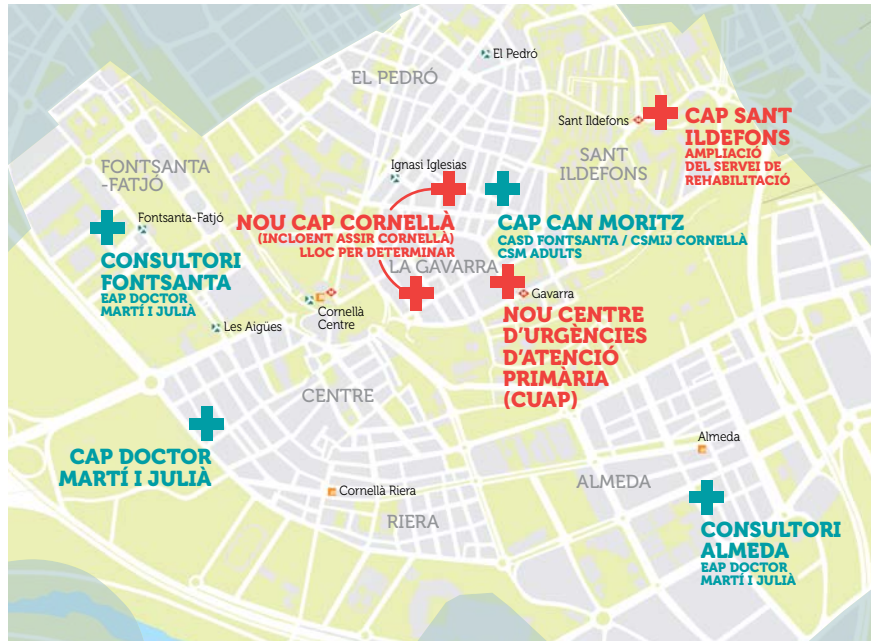 El Pedró
EL PEDRÓ
Sant Ildefons
CAP SANT
ILDEFONS
AMPLIACIÓ
DEL SERVEI DE
REHABILITACIÓ
SANT
ILDEFONS
FONTSANTA
-FATJÓ
Ignasi Iglesias
Fontsanta-Fatjó
NOU CAP CORNELLÀ
(INCLOENT ASSIR CORNELLÀ)
LLOC PER DETERMINAR
CAP CAN MORITZ
CASD FONTSANTA / CSMIJ CORNELLÀ
CSM ADULTS
CONSULTORI
FONTSANTA
EAP DOCTOR
MARTÍ I JULIÀ
LA GAVARRA
Gavarra
Cornellà
Centre
Les Aigües
NOU CENTRE
D'URGÈNCIES
D'ATENCIÓ
PRIMÀRIA
(CUAP)
CENTRE
CAP DOCTOR
MARTÍ I JULIÀ
Almeda
ALMEDA
Cornellà Riera
RIERA
CONSULTORI
ALMEDA
EAP DOCTOR
MARTÍ I JULIÀ